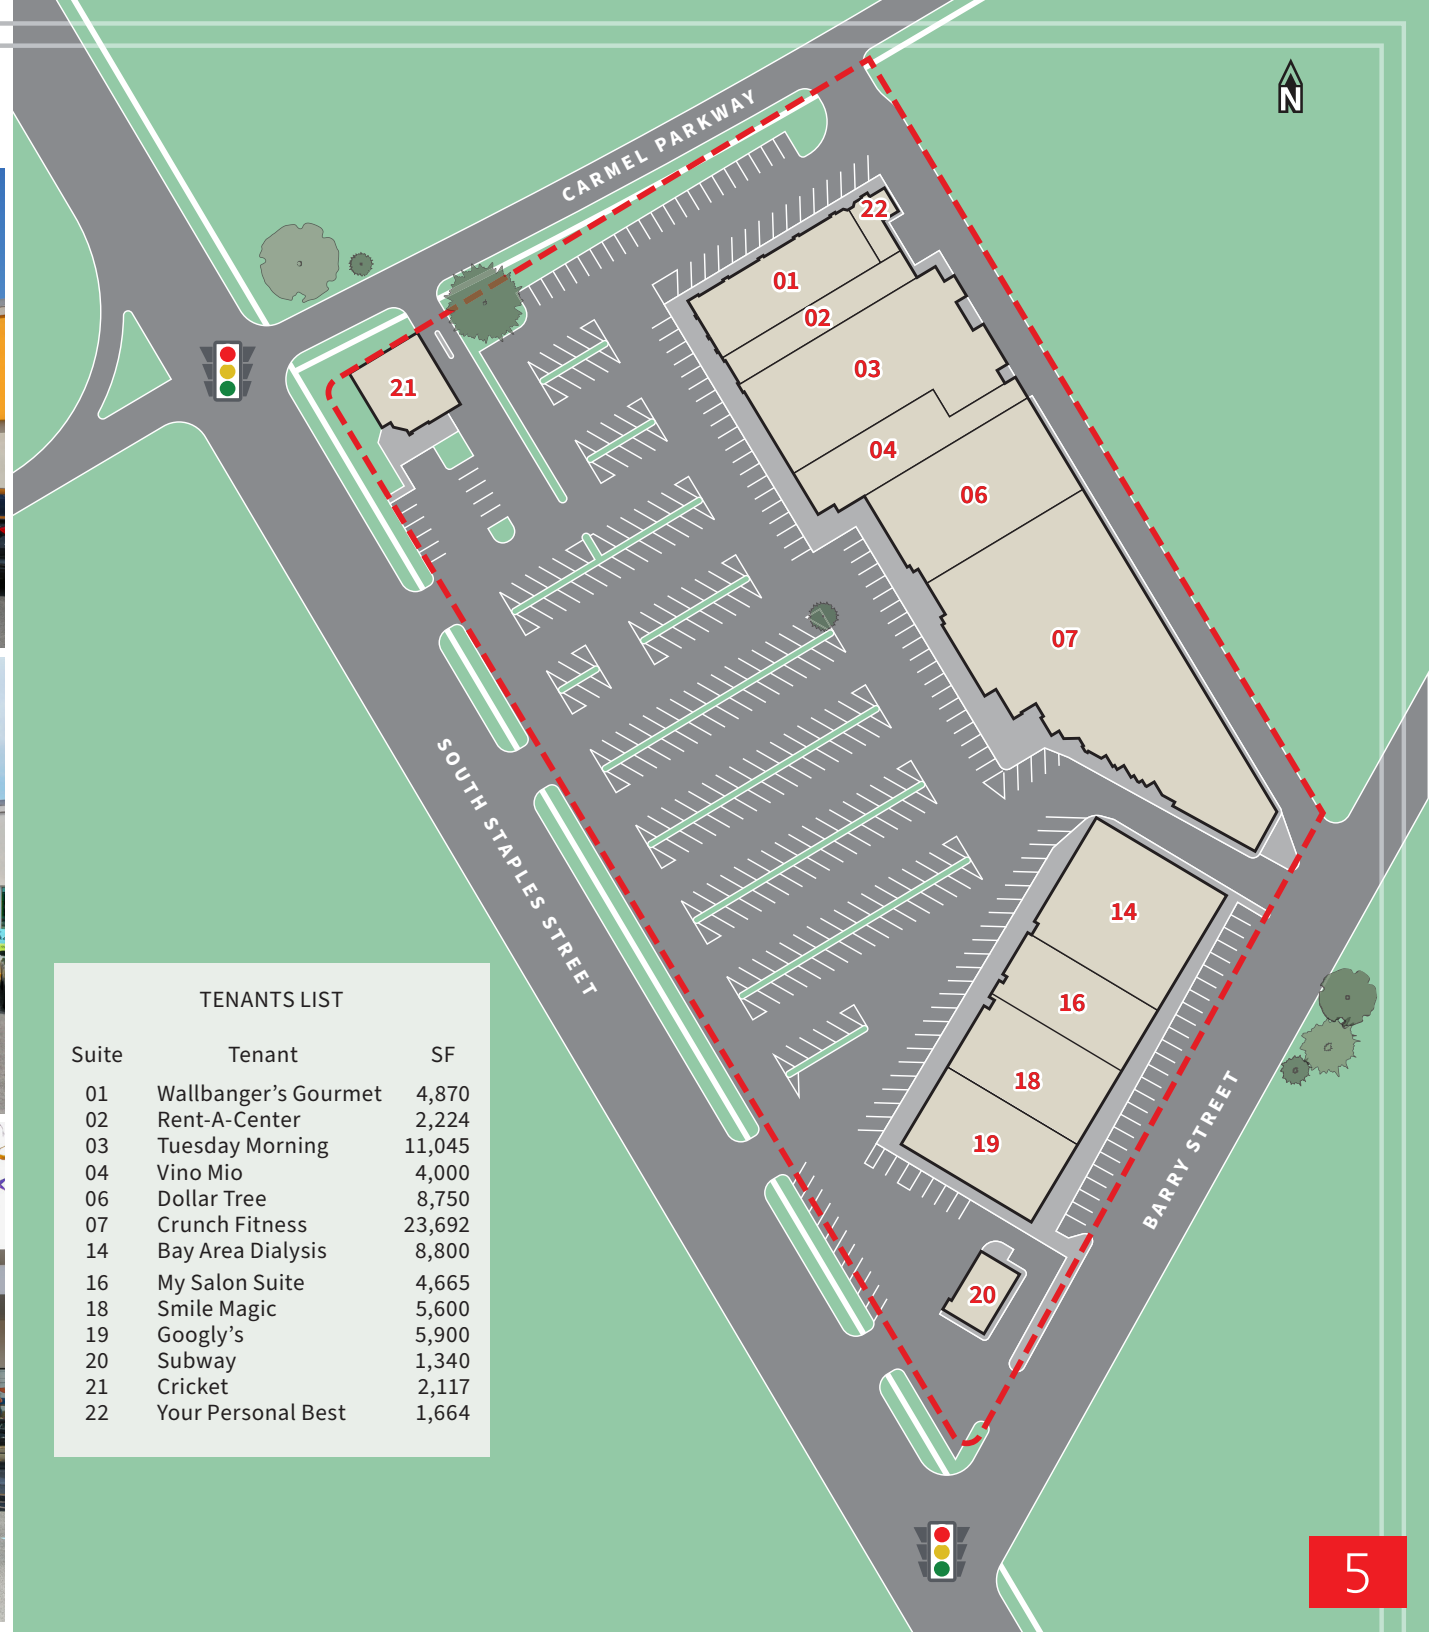 N
CARMEL PARKWAY
22
01
02
03
21
04
06
07
SOUTH STAPLES STREET
14
16
18
19
BARRY STREET
20
TENANTS LIST
Suite Tenant SF
01 Wallbanger’s Gourmet 4,870
02 Rent-A-Center 2,224
03 Tuesday Morning 11,045
04 Vino Mio 4,000
06 Dollar Tree 8,750
07 Crunch Fitness 23,692
14 Bay Area Dialysis 8,800
16 My Salon Suite 4,665
18 Smile Magic 5,600
19 Googly’s 5,900
20 Subway 1,340
21 Cricket 2,117
22 Your Personal Best 1,664
5